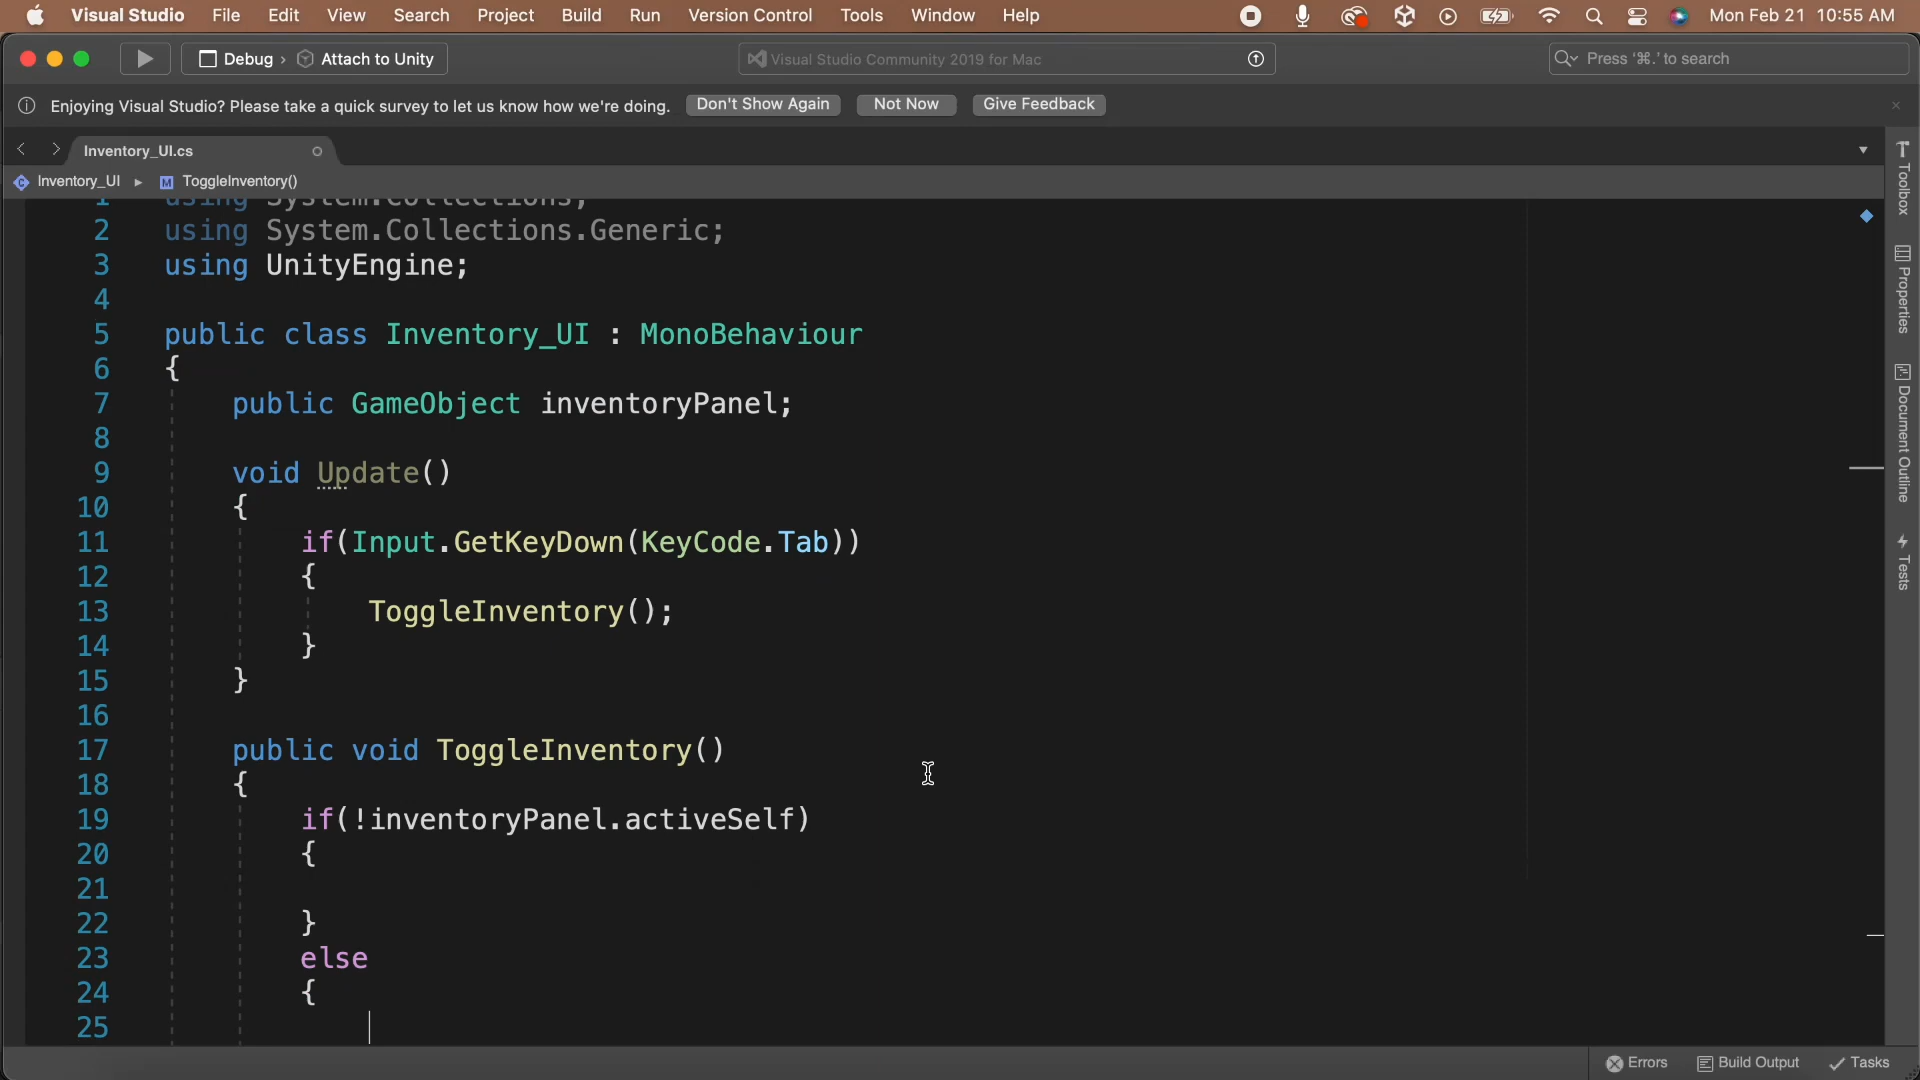 Visual Studio File Edit View Search Project Build Run Version Control Tools Window Help Mon Feb 21 10:55 AM
Debug › Attach to Unity Visual Studio Community 2019 for Mac Press '⌘.' to search
Enjoying Visual Studio? Please take a quick survey to let us know how we're doing. Don't Show Again Not Now Give Feedback
Inventory_UI.cs
Inventory_UI ▸ M ToggleInventory()
1 using System.Collections;
2 using System.Collections.Generic;
3 using UnityEngine;
4
5 public class Inventory_UI : MonoBehaviour
6 {
7 public GameObject inventoryPanel;
8
9 void Update()
10 {
11 if(Input.GetKeyDown(KeyCode.Tab))
12 {
13 ToggleInventory();
14 }
15 }
16
17 public void ToggleInventory()
18 {
19 if(!inventoryPanel.activeSelf)
20 {
21
22 }
23 else
24 {
25
Toolbox
Properties
Document Outline
Tests
Errors Build Output Tasks